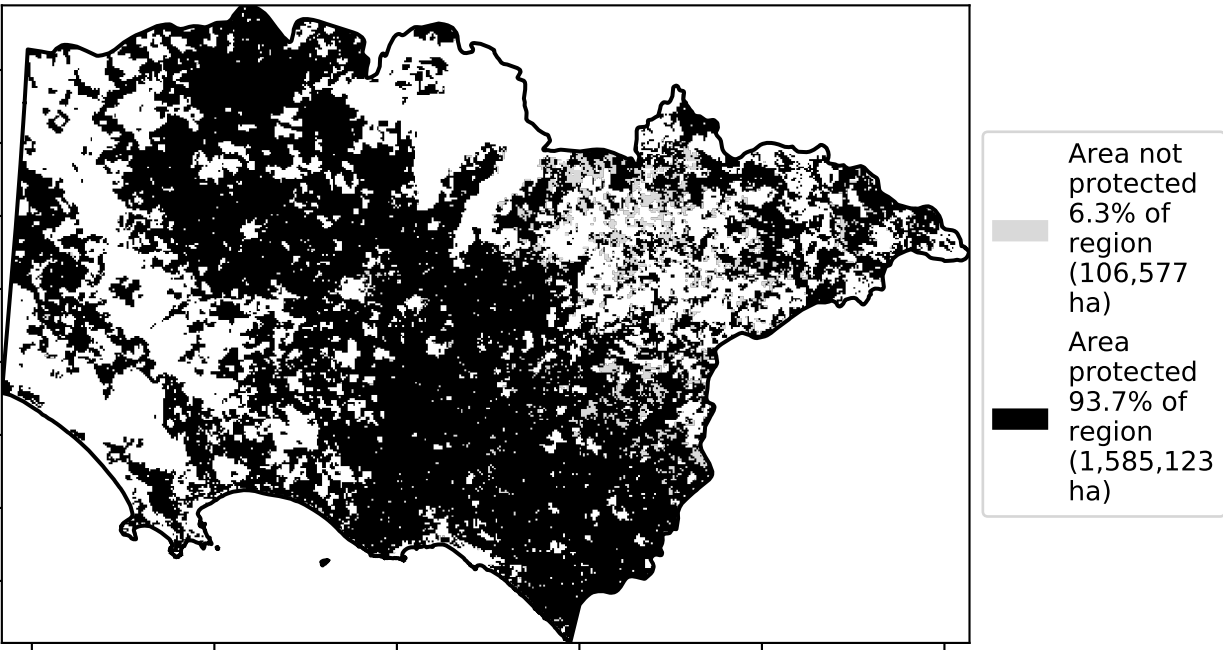 Area not
protected
6.3% of
region
(106,577
ha)
Area
protected
93.7% of
region
(1,585,123
ha)